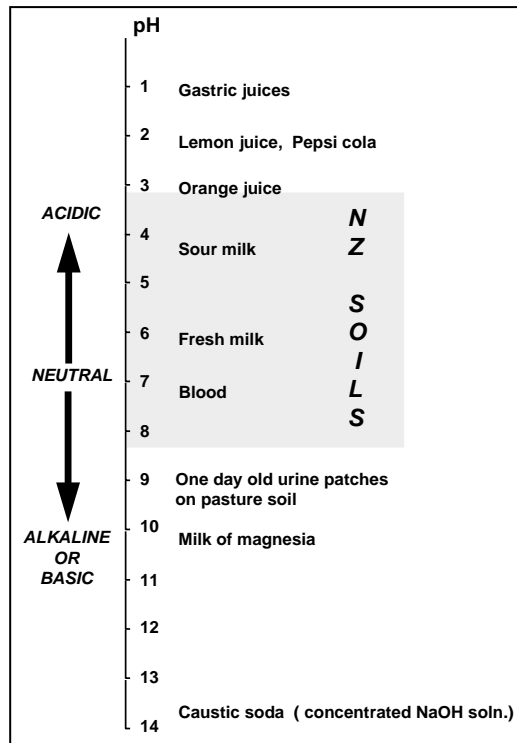 pH
1 Gastric juices
2 Lemon juice, Pepsi cola
3 Orange juice
ACIDIC
N
4
Z
Sour milk
5
S
6
O
Fresh milk
I
NEUTRAL
7
Blood
L
S
8
9 One day old urine patches
on pasture soil
10
ALKALINE
OR
BASIC
Milk of magnesia
11
12
13
Caustic soda ( concentrated NaOH soln.)
14